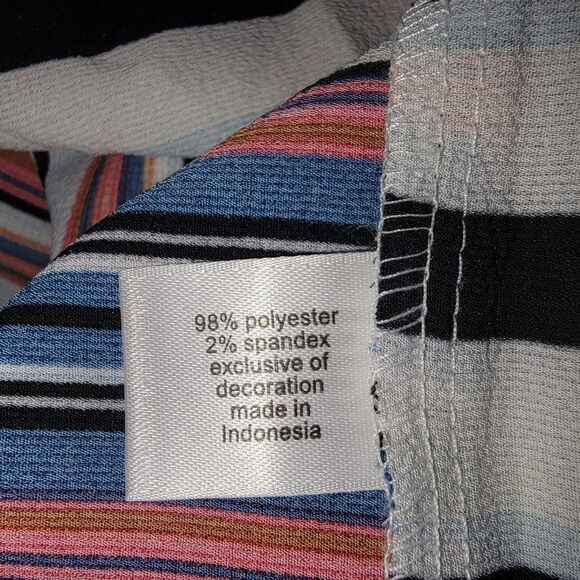 98% polyester
2% spandex
exclusive of
decoration
made in
Indonesia